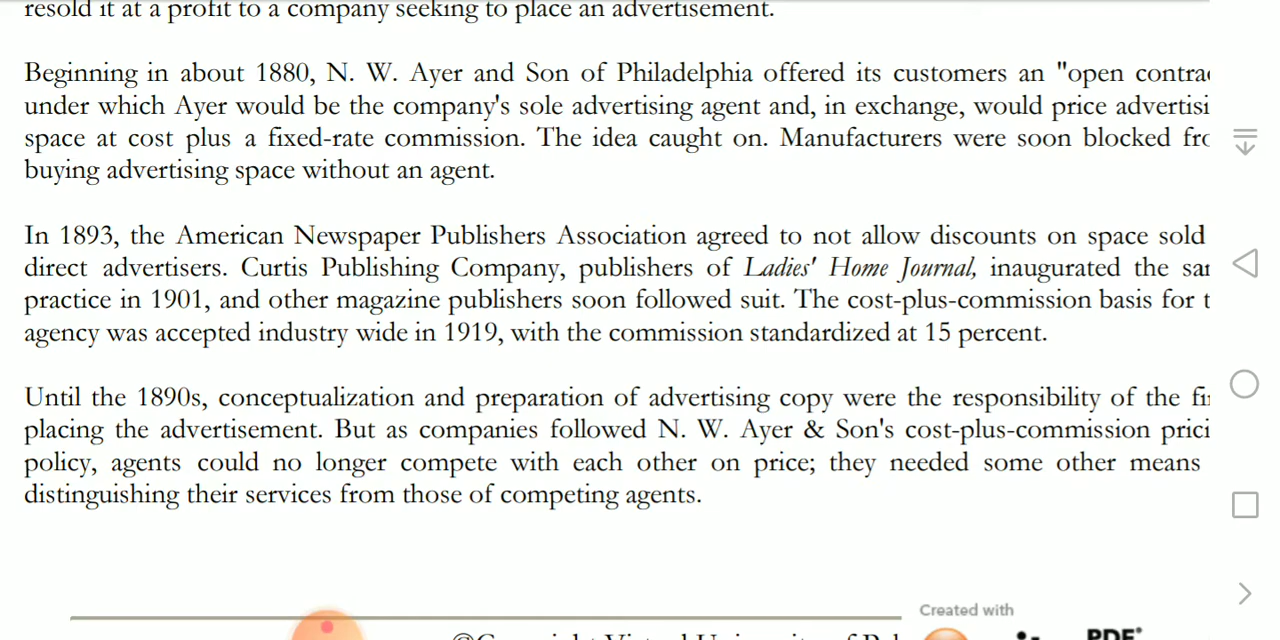 resold it at a profit to a company seeking to place an advertisement.
Beginning in about 1880, N. W. Ayer and Son of Philadelphia offered its customers an "open contra
under which Ayer would be the company's sole advertising agent and, in exchange, would price advertisi
space at cost plus a fixed-rate commission. The idea caught on. Manufacturers were soon blocked fro
buying advertising space without an agent.
In 1893, the American Newspaper Publishers Association agreed to not allow discounts on space sold
direct advertisers. Curtis Publishing Company, publishers of Ladies' Home Journal, inaugurated the sa
practice in 1901, and other magazine publishers soon followed suit. The cost-plus-commission basis for t
agency was accepted industry wide in 1919, with the commission standardized at 15 percent.
Until the 1890s, conceptualization and preparation of advertising copy were the responsibility of the fi
placing the advertisement. But as companies followed N. W. Ayer & Son's cost-plus-commission prici
policy, agents could no longer compete with each other on price; they needed some other means
distinguishing their services from those of competing agents.
Created with
PDF